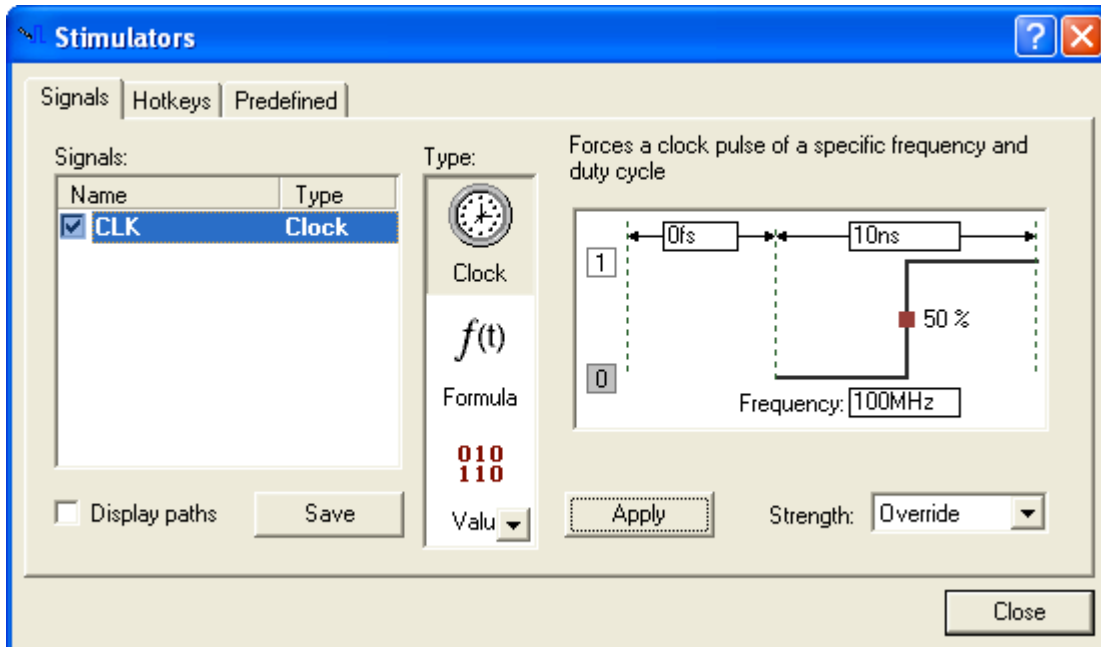 Stimulators
Signals Hotkeys Predefined
Signals:
Name Type
CLK Clock
Display paths Save
Type:
Clock
f(t)
Formula
010
110
Valu
Forces a clock pulse of a specific frequency and
duty cycle
0fs 10ns
1
50 %
0
Frequency: 100MHz
Apply Strength: Override
Close